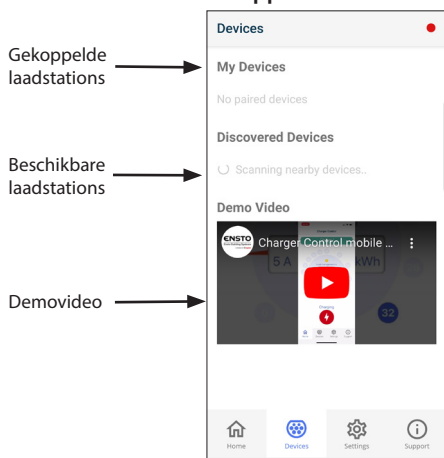 Devices
Gekoppelde
laadstations
My Devices
No paired devices
Discovered Devices
Beschikbare
laadstations
Scanning nearby devices..
Demo Video
ENSTO
Charger Control mobile ...
5 A
kWh
Charging
32
Demovideo
Home
Devices
Settings
Support